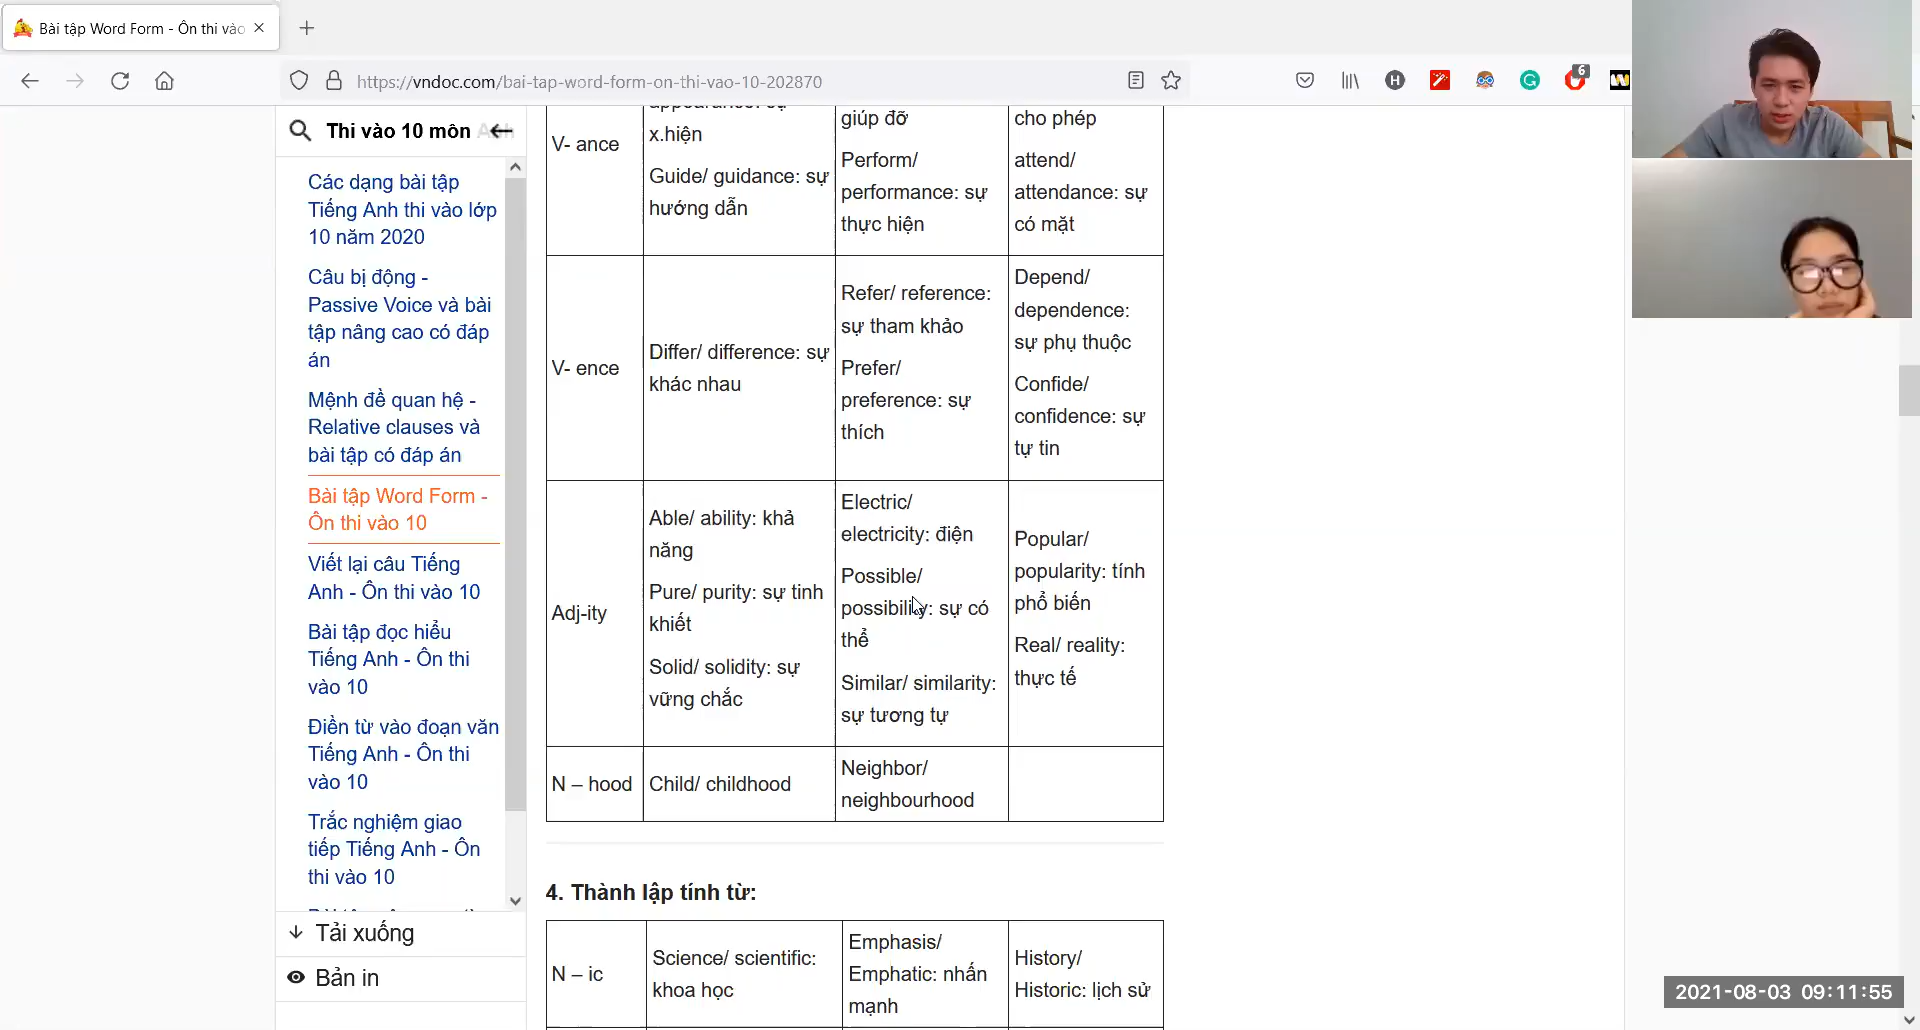 Bài tập Word Form - Ôn thi vào
https://vndoc.com/bai-tap-word-form-on-thi-vao-10-202870
6
Thi vào 10 môn Anh
Các dạng bài tập
Tiếng Anh thi vào lớp
10 năm 2020
Câu bị động -
Passive Voice và bài
tập nâng cao có đáp
án
Mệnh đề quan hệ -
Relative clauses và
bài tập có đáp án
Bài tập Word Form -
Ôn thi vào 10
Viết lại câu Tiếng
Anh - Ôn thi vào 10
Bài tập đọc hiểu
Tiếng Anh - Ôn thi
vào 10
Điền từ vào đoạn văn
Tiếng Anh - Ôn thi
vào 10
Trắc nghiệm giao
tiếp Tiếng Anh - Ôn
thi vào 10
Tải xuống
Bản in
V- ance
appearance: sự
x.hiện
Guide/ guidance: sự
hướng dẫn
giúp đỡ
Perform/
performance: sự
thực hiện
cho phép
attend/
attendance: sự
có mặt
V- ence
Differ/ difference: sự
khác nhau
Refer/ reference:
sự tham khảo
Prefer/
preference: sự
thích
Depend/
dependence:
sự phụ thuộc
Confide/
confidence: sự
tự tin
Adj-ity
Able/ ability: khả
năng
Pure/ purity: sự tinh
khiết
Solid/ solidity: sự
vững chắc
Electric/
electricity: điện
Possible/
possibility: sự có
thể
Similar/ similarity:
sự tương tự
Popular/
popularity: tính
phổ biến
Real/ reality:
thực tế
N – hood
Child/ childhood
Neighbor/
neighbourhood
4. Thành lập tính từ:
N – ic
Science/ scientific:
khoa học
Emphasis/
Emphatic: nhấn
mạnh
History/
Historic: lịch sử
2021-08-03 09:11:55